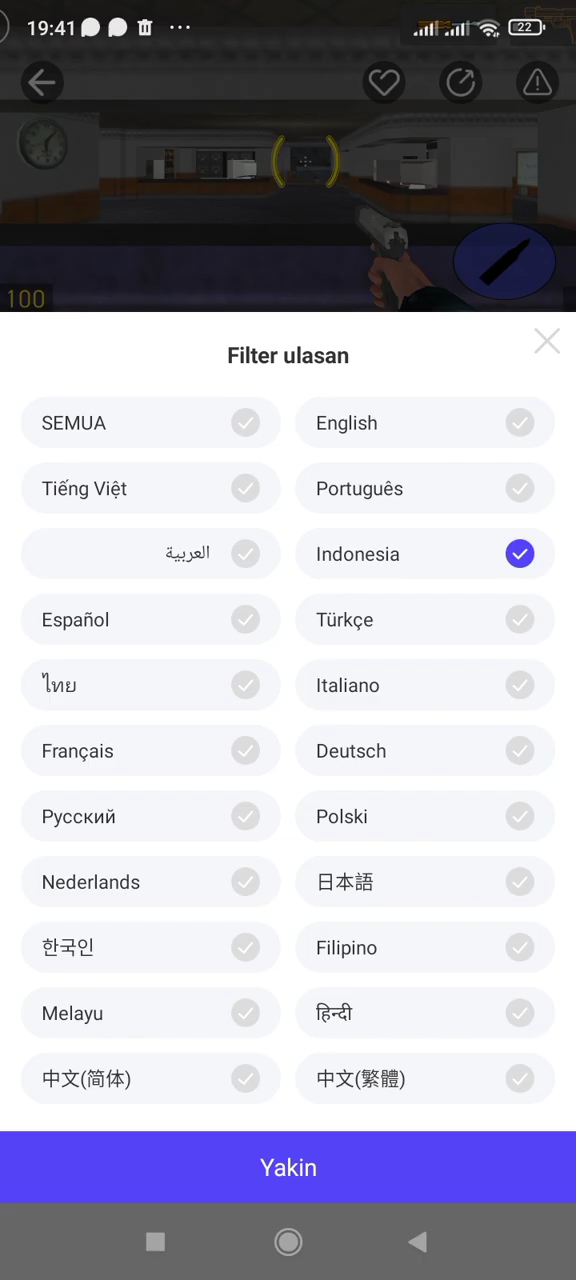 19:41
22
100
Filter ulasan
SEMUA
English
Tiếng Việt
Português
العربية
Indonesia
Español
Türkçe
ไทย
Italiano
Français
Deutsch
Русский
Polski
Nederlands
日本語
한국인
Filipino
Melayu
हिन्दी
中文(简体)
中文(繁體)
Yakin